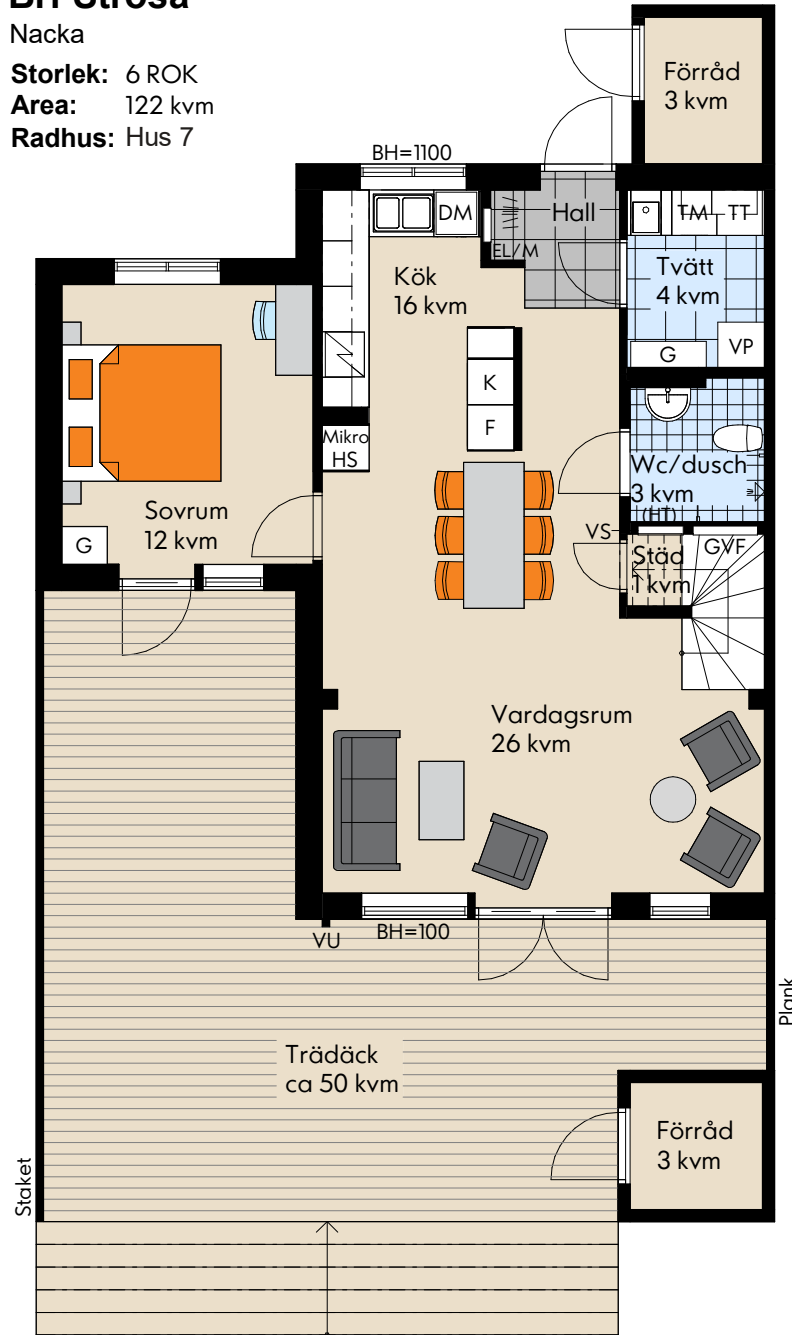 BH Strosa
Nacka
Storlek: 6 ROK
Area: 122 kvm
Radhus: Hus 7
Förråd
3 kvm
BH=1100
DM
EL/M
Hall
TM
TT
Tvätt
4 kvm
G
VP
Kök
16 kvm
K
F
Mikro
HS
Wc/dusch
3 kvm
(HT)
Sovrum
12 kvm
G
VS
Städ
1 kvm
GVF
Vardagsrum
26 kvm
VU
BH=100
Plank
Trädäck
ca 50 kvm
Förråd
3 kvm
Staket